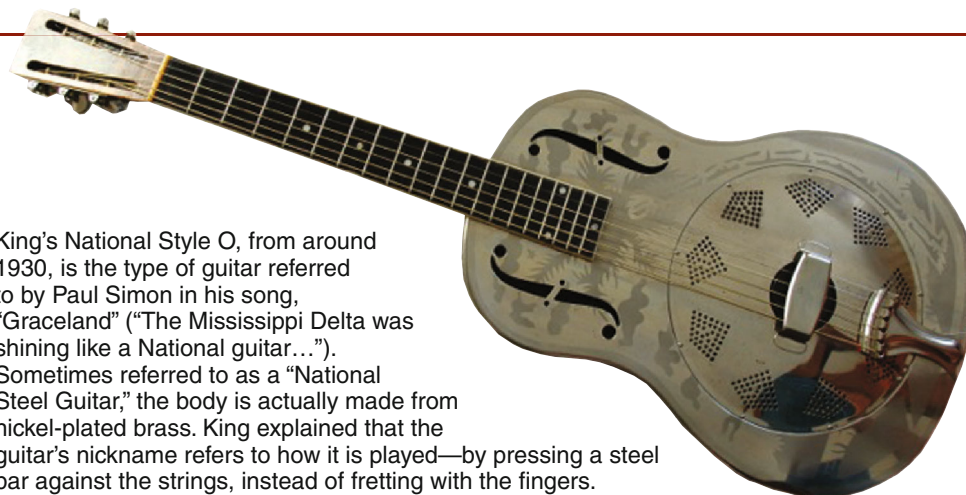 King’s National Style O, from around
1930, is the type of guitar referred
to by Paul Simon in his song,
“Graceland” (“The Mississippi Delta was
shining like a National guitar…”).
Sometimes referred to as a “National
Steel Guitar,” the body is actually made from
nickel-plated brass. King explained that the
guitar’s nickname refers to how it is played—by pressing a steel
bar against the strings, instead of fretting with the fingers.